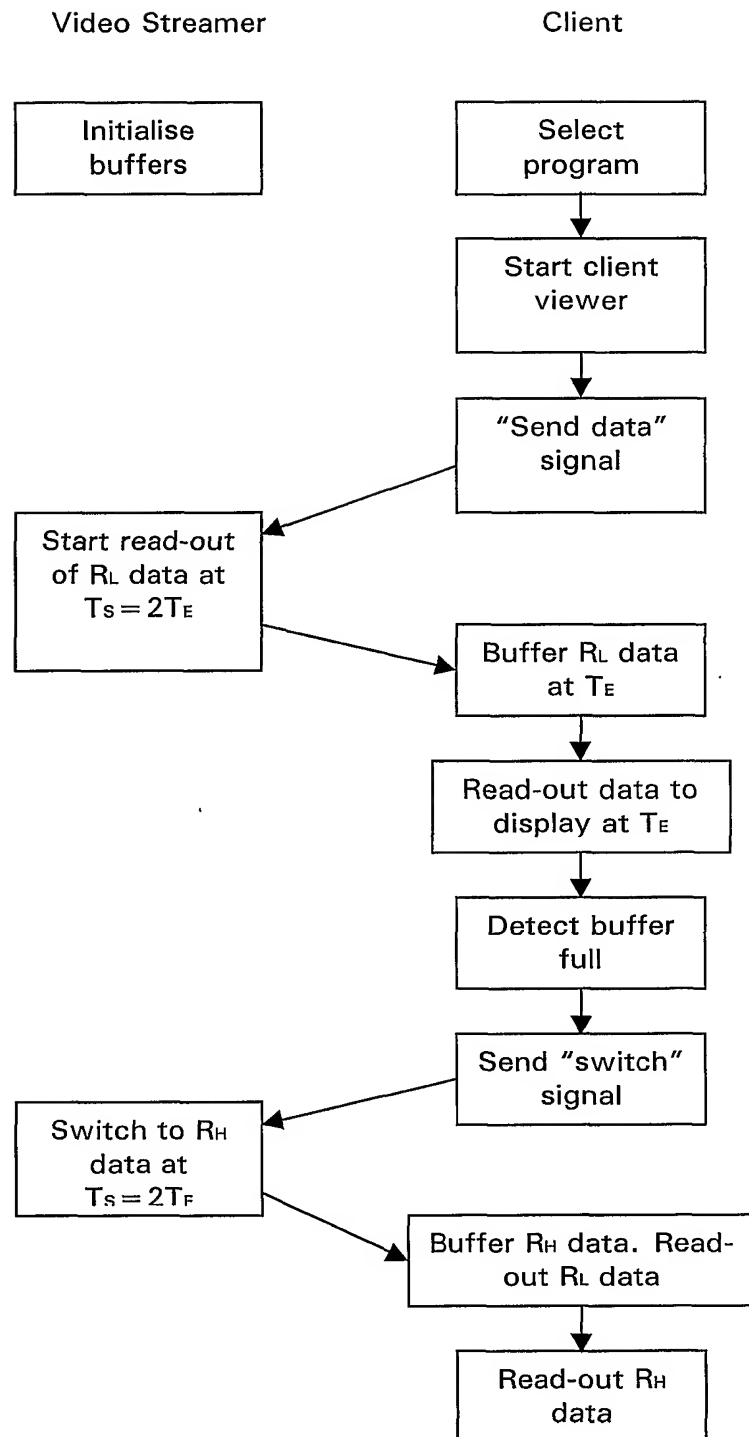 Video Streamer
Client
Initialise
buffers
Select
program
Start client
viewer
"Send data"
signal
Start read-out
of RL data at
Ts = 2TE
Buffer RL data
at TE
Read-out data to
display at TE
Detect buffer
full
Send "switch"
signal
Switch to RH
data at
Ts = 2TF
Buffer RH data. Read-
out RL data
Read-out RH
data